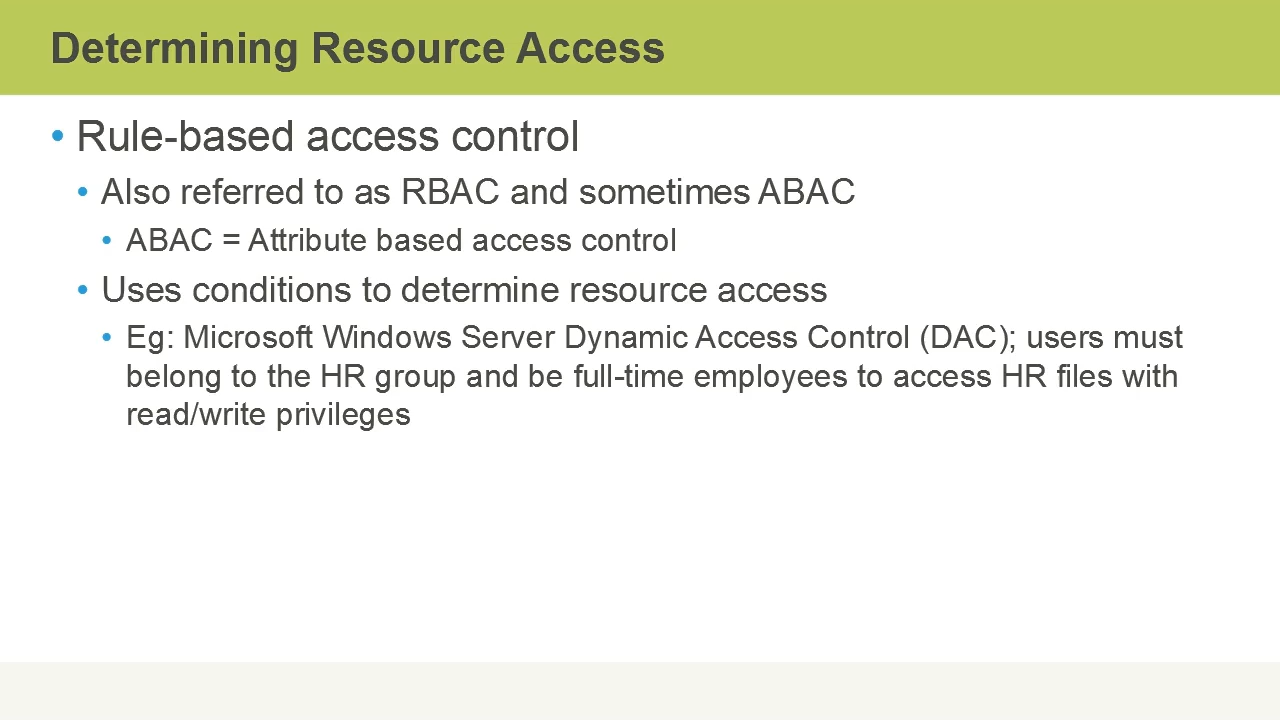 Determining Resource Access
• Rule-based access control
• Also referred to as RBAC and sometimes ABAC
• ABAC = Attribute based access control
• Uses conditions to determine resource access
• Eg: Microsoft Windows Server Dynamic Access Control (DAC); users must
belong to the HR group and be full-time employees to access HR files with
read/write privileges